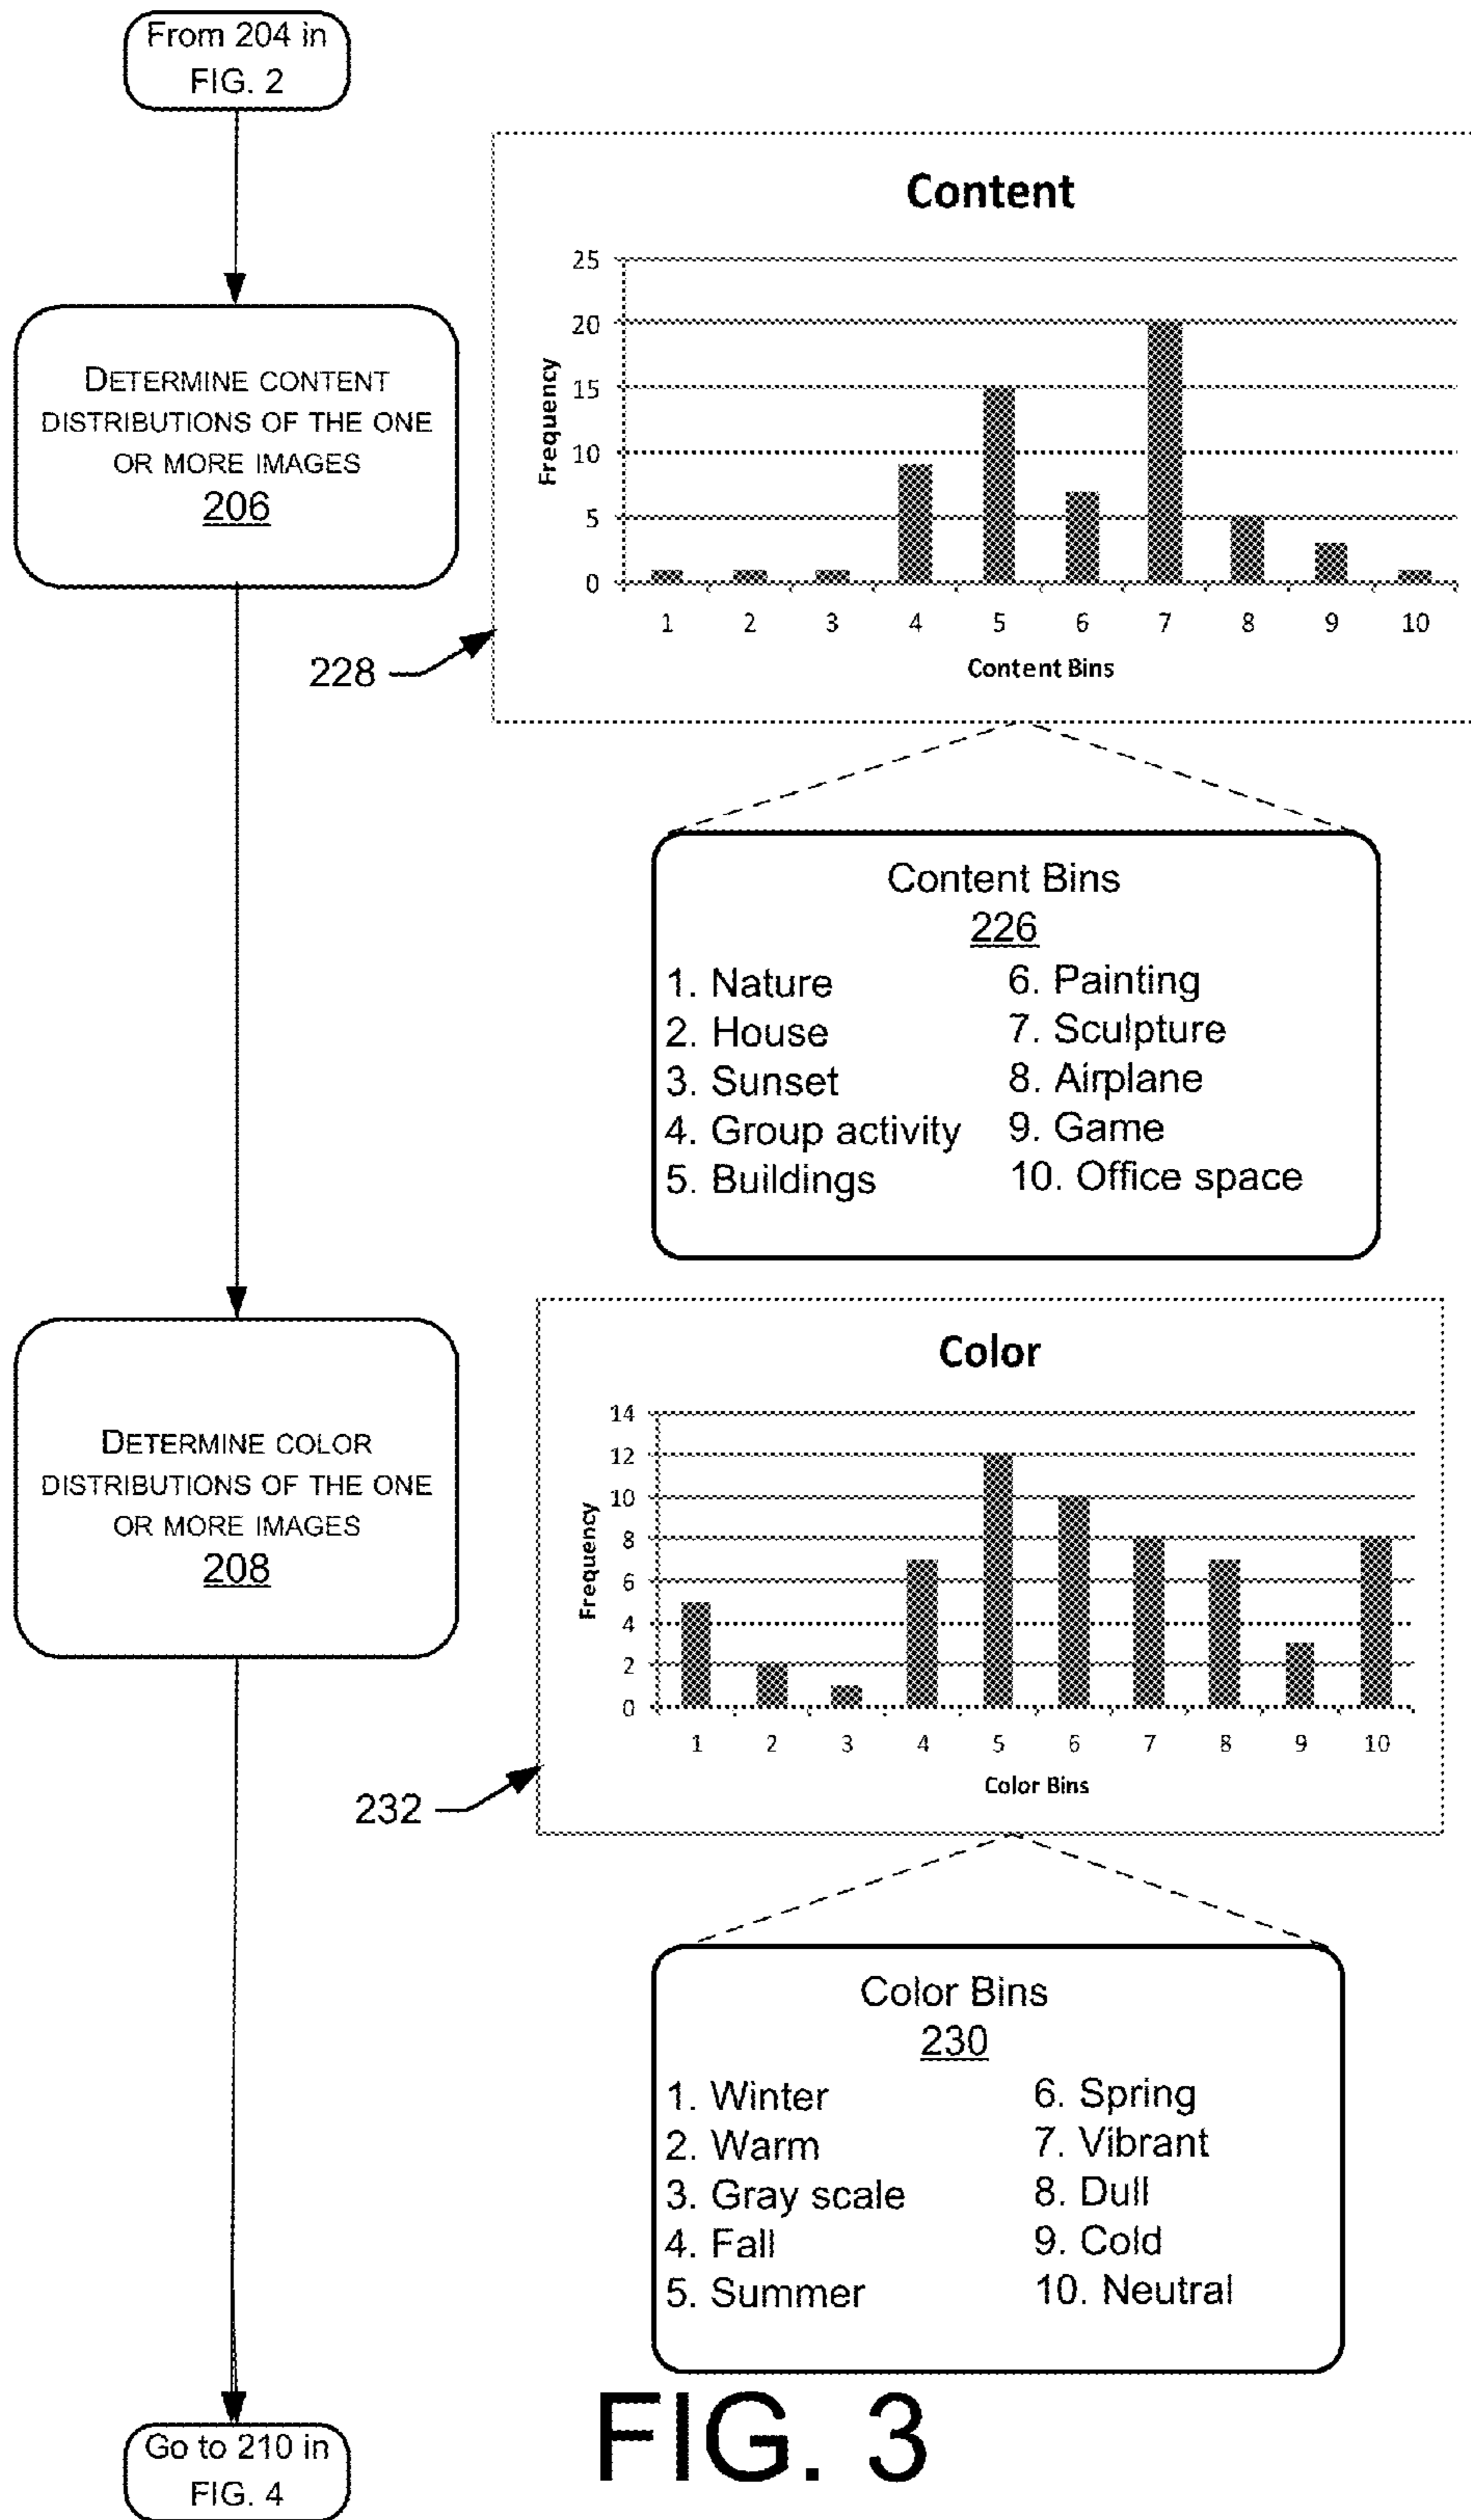 From 204 in
FIG. 2
Content
25
20
15
10
5
0
Frequency
1 2 3 4 5 6 7 8 9 10
Content Bins
DETERMINE CONTENT
DISTRIBUTIONS OF THE ONE
OR MORE IMAGES
206
228
Content Bins
226
1. Nature
2. House
3. Sunset
4. Group activity
5. Buildings
6. Painting
7. Sculpture
8. Airplane
9. Game
10. Office space
DETERMINE COLOR
DISTRIBUTIONS OF THE ONE
OR MORE IMAGES
208
Color
14
12
10
8
6
4
2
0
Frequency
1 2 3 4 5 6 7 8 9 10
Color Bins
232
Color Bins
230
1. Winter
2. Warm
3. Gray scale
4. Fall
5. Summer
6. Spring
7. Vibrant
8. Dull
9. Cold
10. Neutral
Go to 210 in
FIG. 4
FIG. 3